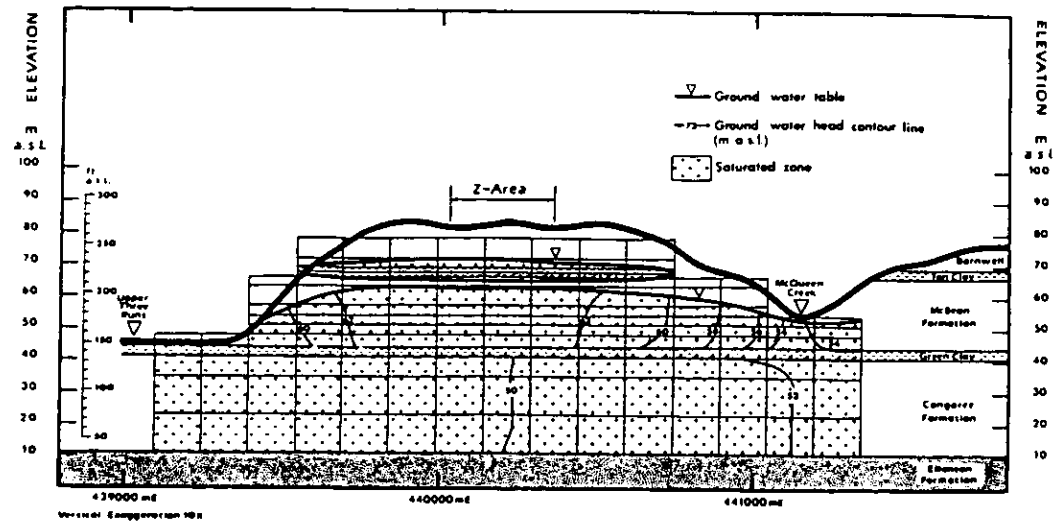 ELEVATION
m
a.s.l.
100
90
80
70
60
50
40
30
20
10
ft
a.s.l.
300
250
200
150
100
50
Ground water table
Ground water head contour line
(m a.s.l.)
Saturated zone
Z-Area
Upper
Three
Runs
McQueen
Creek
50
52
Barnwell
Tan Clay
McBean
Formation
Green Clay
Congaree
Formation
Ellenton
Formation
ELEVATION
m
a.s.l.
100
90
80
70
60
50
40
30
20
10
439000 mE
440000 mE
441000 mE
Vertical Exaggeration 10x